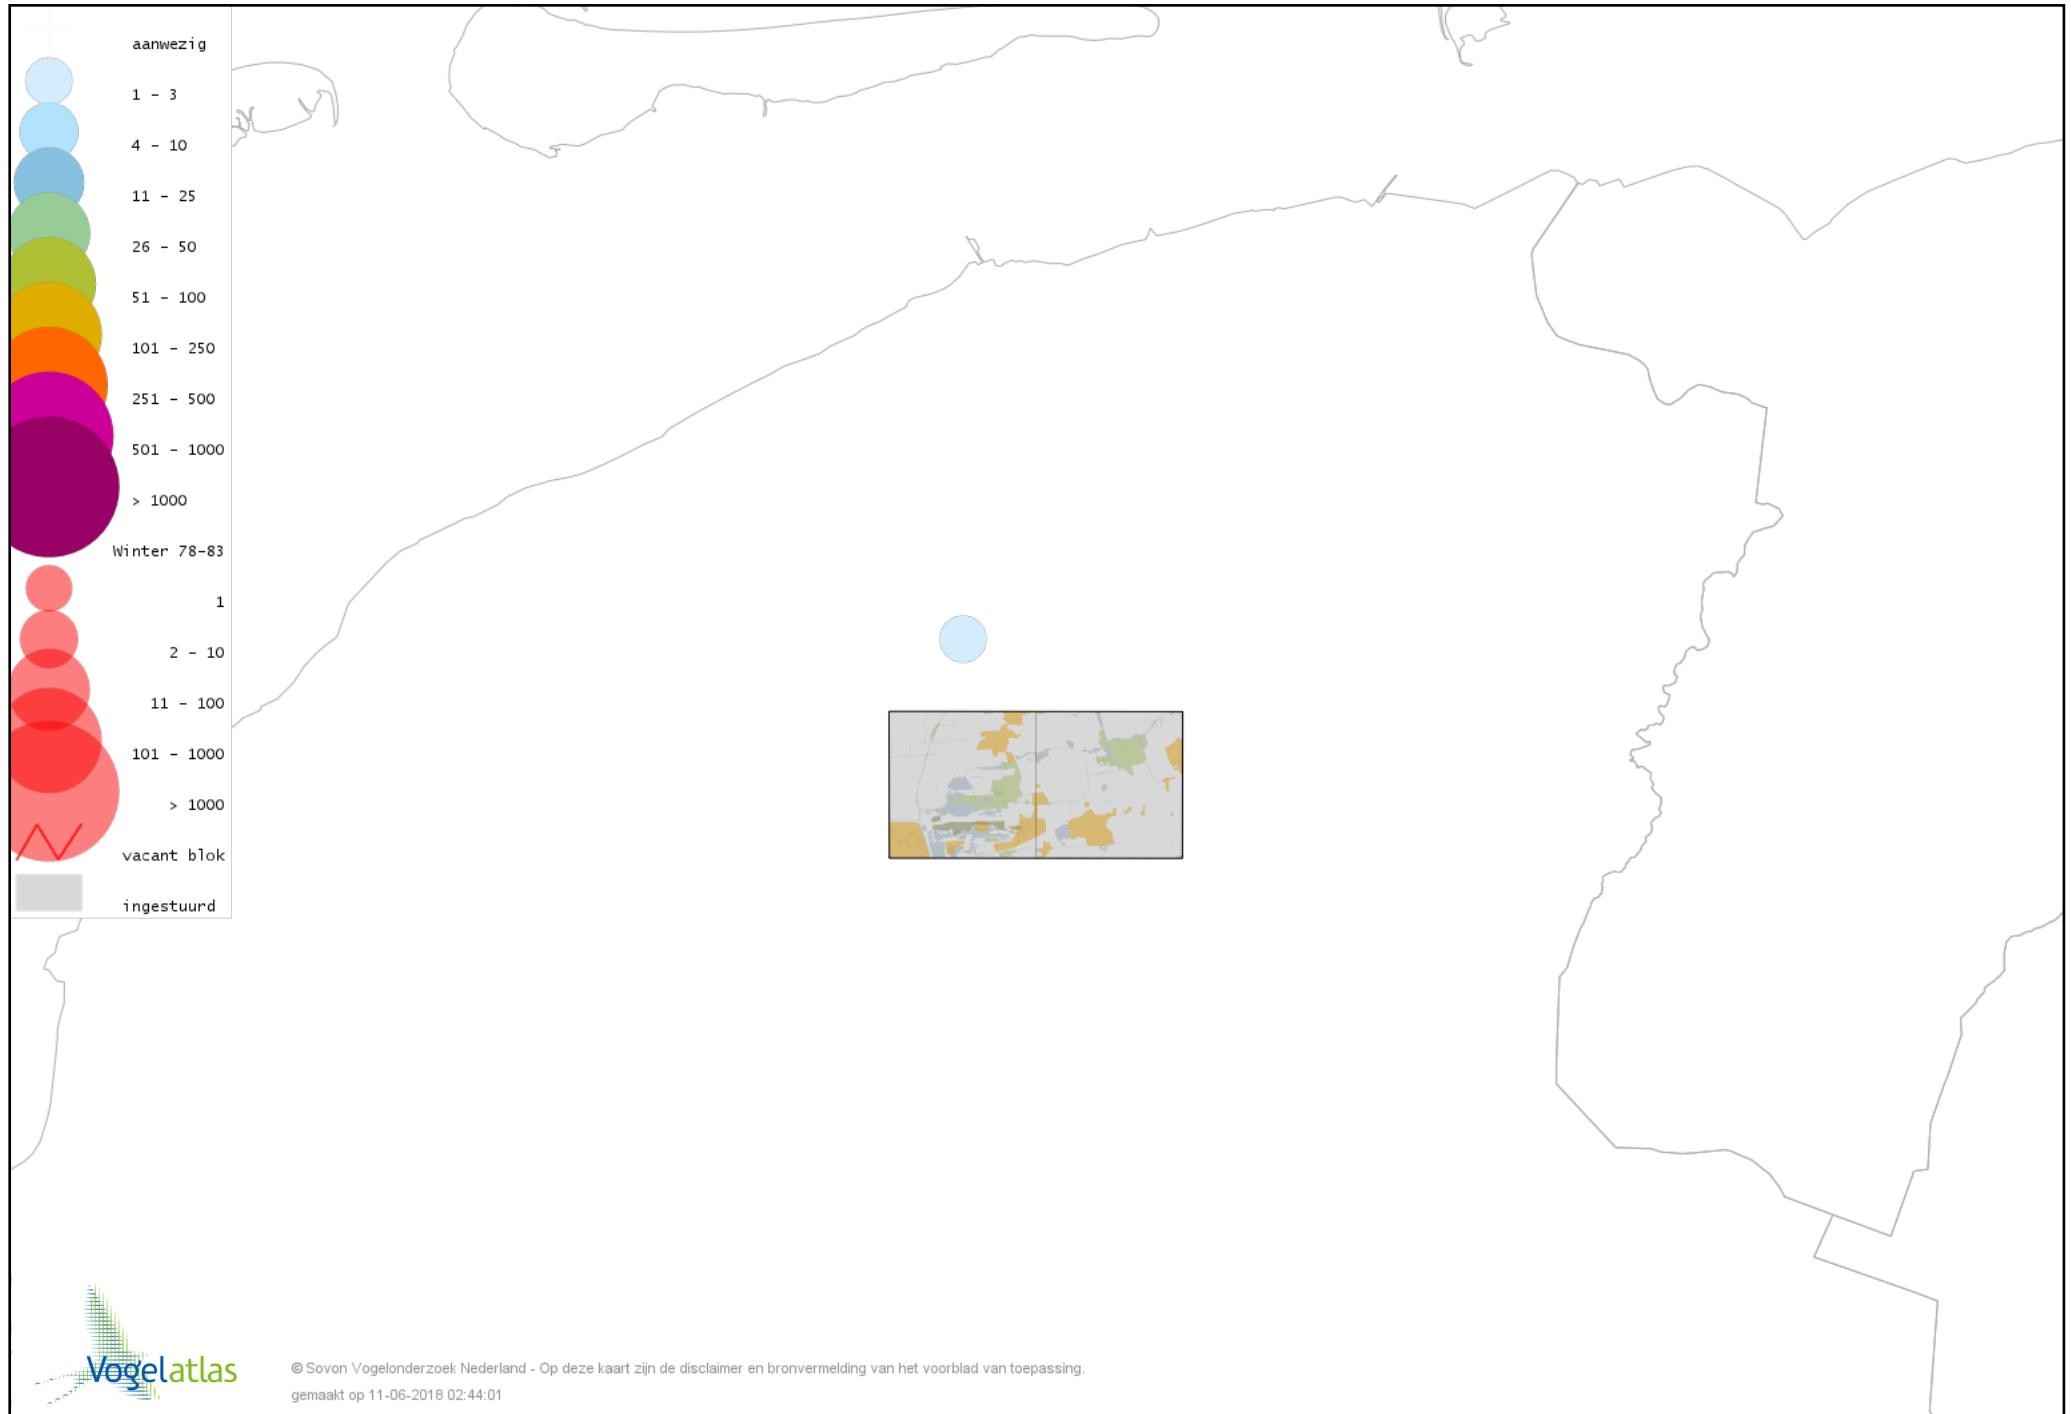 aanwezig
1 - 3
4 - 10
11 - 25
26 - 50
51 - 100
101 - 250
251 - 500
501 - 1000
> 1000
Winter 78-83
1
2 - 10
11 - 100
101 - 1000
> 1000
vacant blok
ingestuurd
Vogelatlas
© Sovon Vogelonderzoek Nederland - Op deze kaart zijn de disclaimer en bronvermelding van het voorblad van toepassing.
gemaakt op 11-06-2018 02:44:01